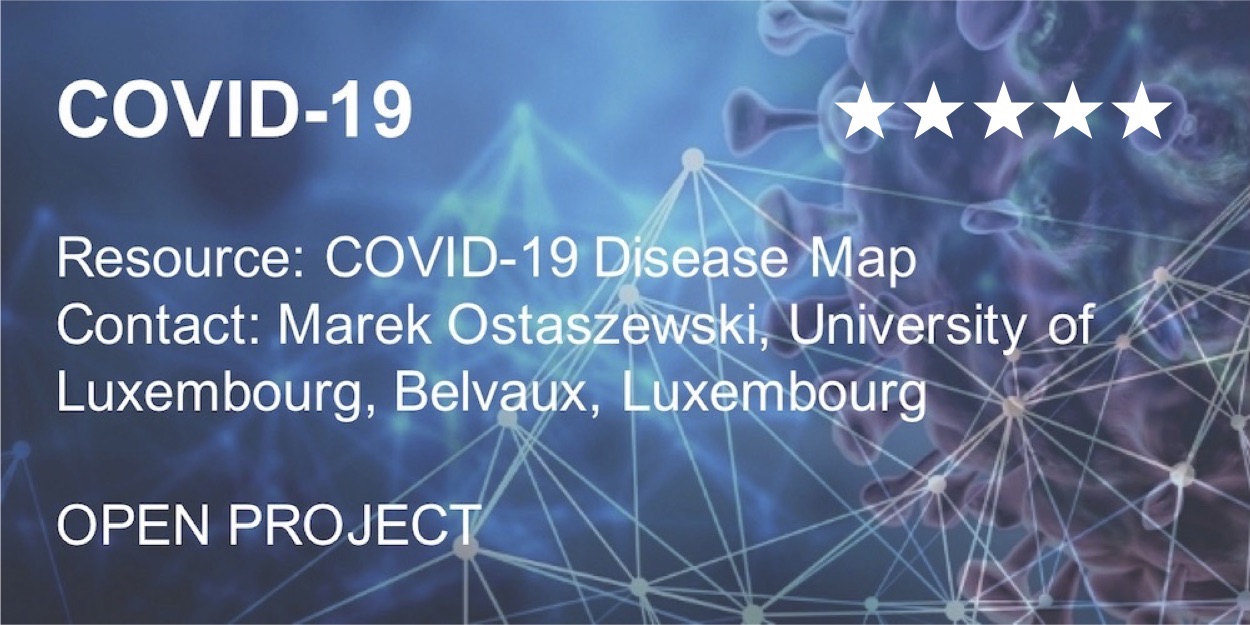 COVID-19
★★★★★
Resource: COVID-19 Disease Map
Contact: Marek Ostaszewski, University of
Luxembourg, Belvaux, Luxembourg
OPEN PROJECT